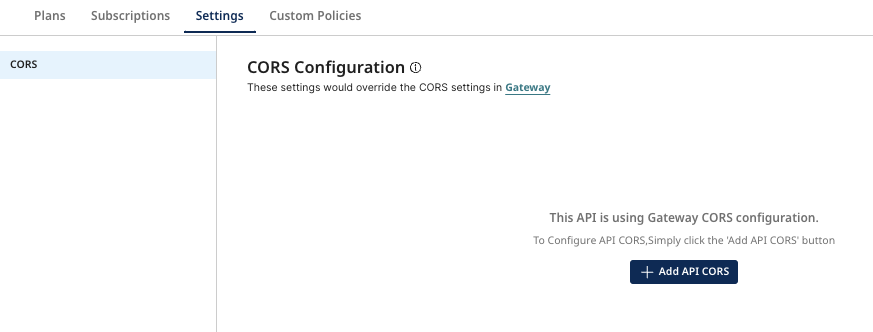 Plans Subscriptions Settings Custom Policies
CORS
CORS Configuration
These settings would override the CORS settings in Gateway
This API is using Gateway CORS configuration.
To Configure API CORS,Simply click the 'Add API CORS' button
Add API CORS